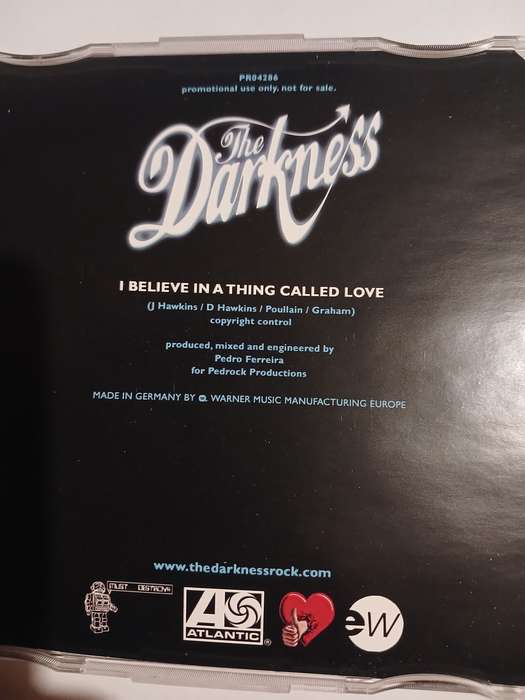 PR04286
promotional use only, not for sale.
The
Darkness
I BELIEVE IN A THING CALLED LOVE
(J Hawkins / D Hawkins / Poullain / Graham)
copyright control
produced, mixed and engineered by
Pedro Ferreira
for Pedrock Productions
MADE IN GERMANY BY WARNER MUSIC MANUFACTURING EUROPE
www.thedarknessrock.com
MUST DESTROY
ATLANTIC
ew